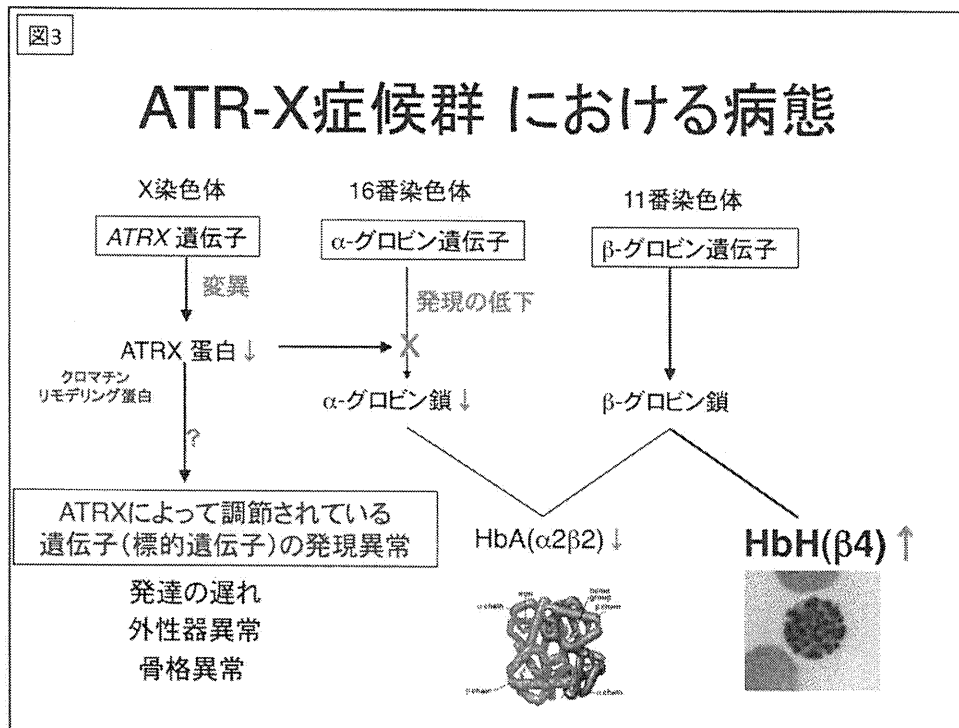 図3
ATR-X症候群 における病態
X染色体
16番染色体
11番染色体
ATRX 遺伝子
α-グロビン遺伝子
β-グロビン遺伝子
変異
発現の低下
ATRX 蛋白↓
X
クロマチン
リモデリング蛋白
α-グロビン鎖↓
β-グロビン鎖
?
ATRXによって調節されている
遺伝子(標的遺伝子)の発現異常
HbA(α2β2)↓
HbH(β4)↑
発達の遅れ
外性器異常
骨格異常
α chain
heme
group
β chain
β chain
α chain